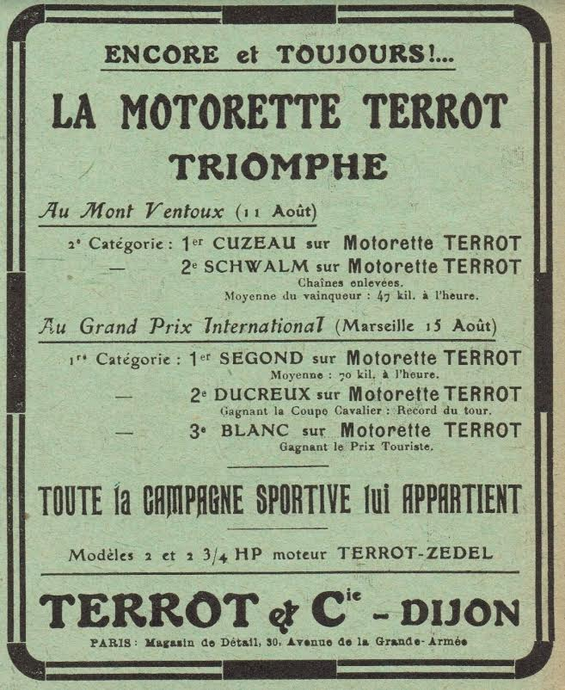 ENCORE et TOUJOURS!...
LA MOTORETTE TERROT
TRIOMPHE
Au Mont Ventoux (11 Août)
2e Catégorie : 1er CUZEAU sur Motorette TERROT
— 2e SCHWALM sur Motorette TERROT
Chaînes enlevées.
Moyenne du vainqueur : 47 kil. à l'heure.
Au Grand Prix International (Marseille 15 Août)
1re Catégorie : 1er SEGOND sur Motorette TERROT
Moyenne : 70 kil. à l'heure.
— 2e DUCREUX sur Motorette TERROT
Gagnant la Coupe Cavalier : Record du tour.
— 3e BLANC sur Motorette TERROT
Gagnant le Prix Touriste.
TOUTE la CAMPAGNE SPORTIVE lui APPARTIENT
Modèles 2 et 2 3/4 HP moteur TERROT-ZEDEL
TERROT & Cie - DIJON
PARIS : Magasin de Détail, 30, Avenue de la Grande-Armée